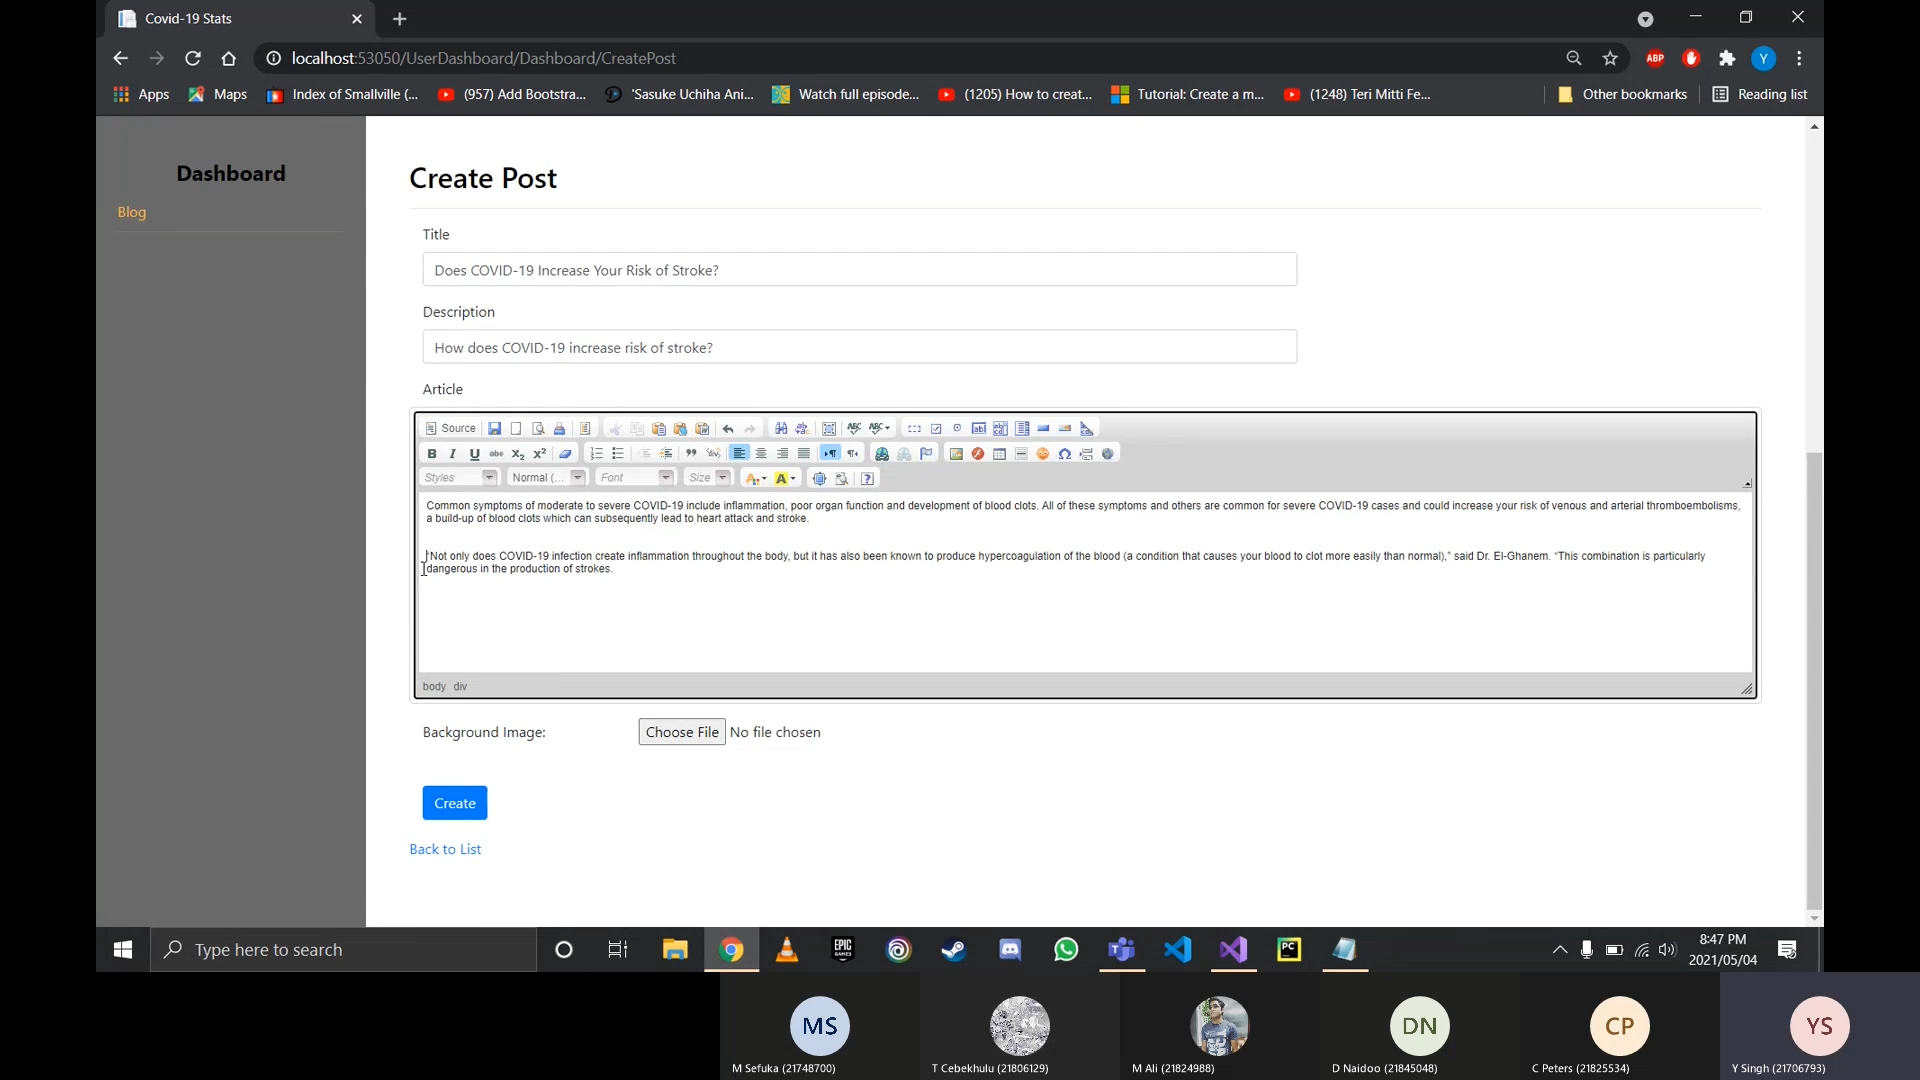 Covid-19 Stats
localhost:53050/UserDashboard/Dashboard/CreatePost
ABP
Y
Apps
Maps
Index of Smallville (...
(957) Add Bootstra...
'Sasuke Uchiha Ani...
Watch full episode...
(1205) How to creat...
Tutorial: Create a m...
(1248) Teri Mitti Fe...
Other bookmarks
Reading list
Dashboard
Blog
Create Post
Title
Does COVID-19 Increase Your Risk of Stroke?
Description
How does COVID-19 increase risk of stroke?
Article
Source
Styles
Normal (...
Font
Size
Common symptoms of moderate to severe COVID-19 include inflammation, poor organ function and development of blood clots. All of these symptoms and others are common for severe COVID-19 cases and could increase your risk of venous and arterial thromboembolisms,
a build-up of blood clots which can subsequently lead to heart attack and stroke.
"Not only does COVID-19 infection create inflammation throughout the body, but it has also been known to produce hypercoagulation of the blood (a condition that causes your blood to clot more easily than normal)," said Dr. El-Ghanem. “This combination is particularly
dangerous in the production of strokes.
body div
Background Image:
Choose File No file chosen
Create
Back to List
Type here to search
EPIC GAMES
PC
8:47 PM
2021/05/04
MS
DN
CP
YS
M Sefuka (21748700)
T Cebekhulu (21806129)
M Ali (21824988)
D Naidoo (21845048)
C Peters (21825534)
Y Singh (21706793)